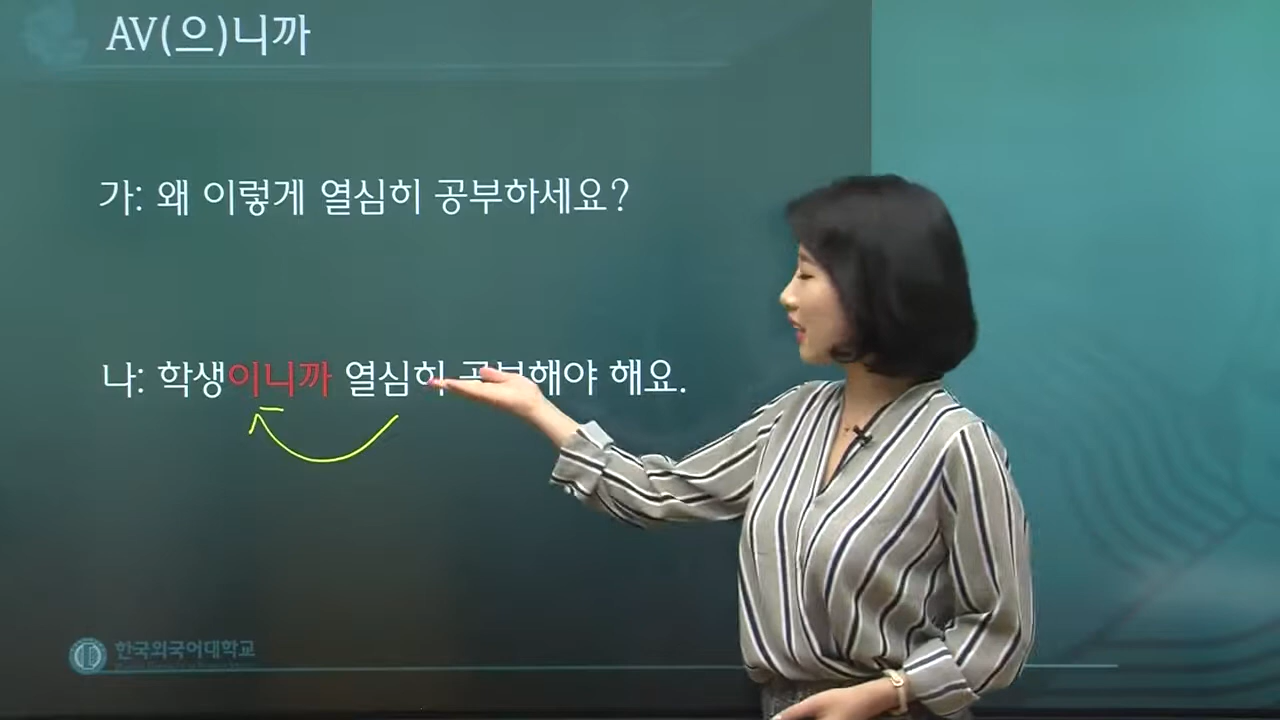 AV(으)니까
가: 왜 이렇게 열심히 공부하세요?
나: 학생이니까 열심히 공부해야 해요.
한국외국어대학교